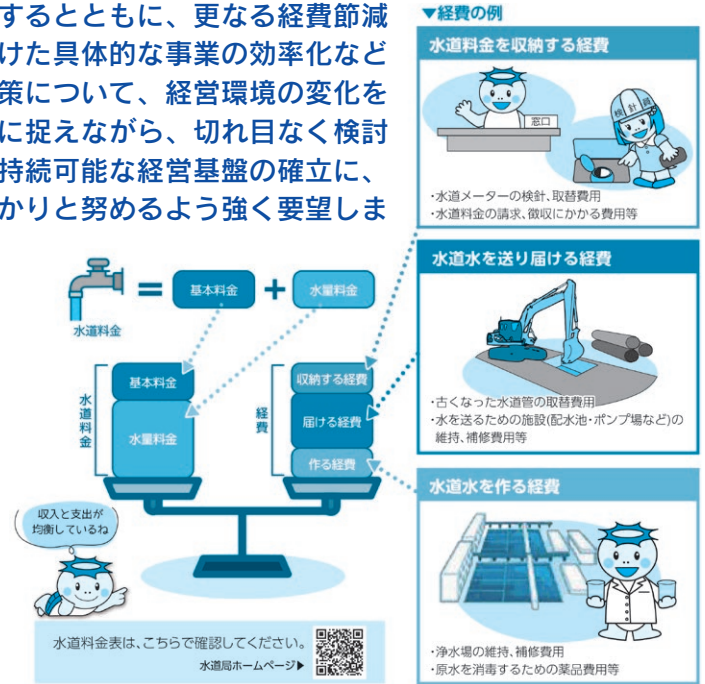 するとともに、更なる経費節減
けた具体的な事業の効率化など
策について、経営環境の変化を
に捉えながら、切れ目なく検討
持続可能な経営基盤の確立に、
かりと努めるよう強く要望しま
水道料金
=
基本料金
+
水量料金
水道料金
基本料金
水量料金
経費
収納する経費
届ける経費
作る経費
収入と支出が
均衡しているね
水道料金表は、こちらで確認してください。
水道局ホームページ▶
▼経費の例
水道料金を収納する経費
窓口
検針員
・水道メーターの検針、取替費用
・水道料金の請求、徴収にかかる費用等
水道水を送り届ける経費
・古くなった水道管の取替費用
・水を送るための施設(配水池・ポンプ場など)の
維持、補修費用等
水道水を作る経費
・浄水場の維持、補修費用
・原水を消毒するための薬品費用等